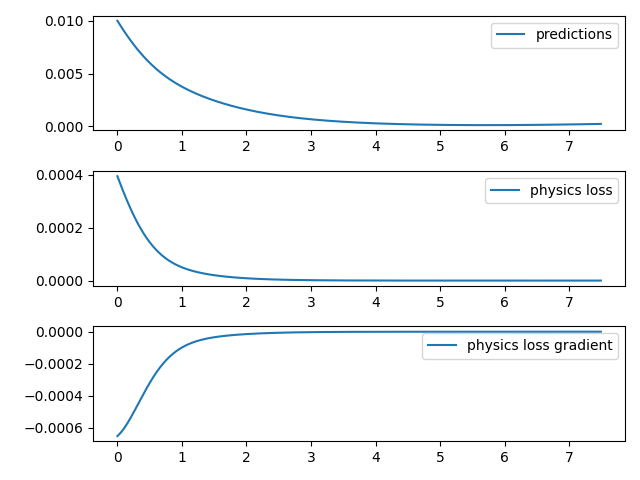 0.010
0.005
0.000
predictions
0 1 2 3 4 5 6 7
0.0004
0.0002
0.0000
physics loss
0 1 2 3 4 5 6 7
0.0000
−0.0002
−0.0004
−0.0006
physics loss gradient
0 1 2 3 4 5 6 7